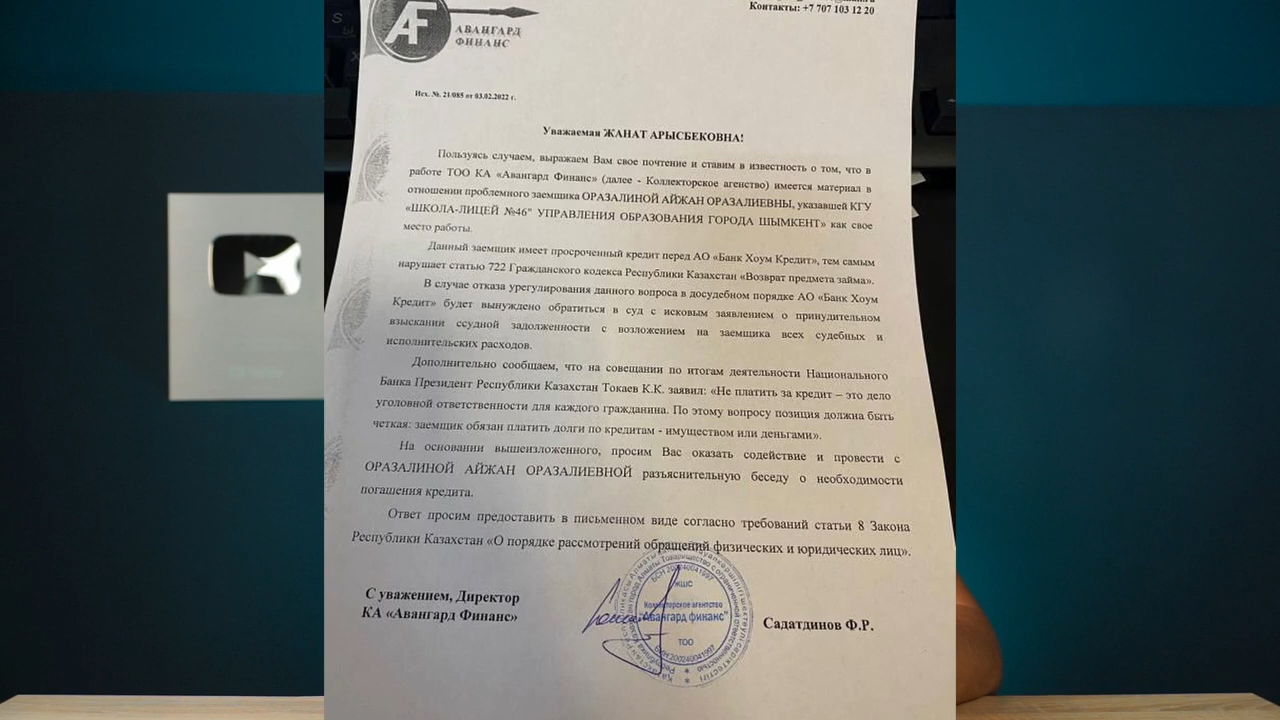 Контакты: +7 707 103 12 20
AF
АВАНГАРД
ФИНАНС
Исх. №. 21/085 от 03.02.2022 г.
Уважаемая ЖАНАТ АРЫСБЕКОВНА!
Пользуясь случаем, выражаем Вам свое почтение и ставим в известность о том, что в
работе ТОО КА «Авангард Финанс» (далее - Коллекторское агенство) имеется материал в
отношении проблемного заемщика ОРАЗАЛИНОЙ АЙЖАН ОРАЗАЛИЕВНЫ, указавшей КГУ
«ШКОЛА-ЛИЦЕЙ №46" УПРАВЛЕНИЯ ОБРАЗОВАНИЯ ГОРОДА ШЫМКЕНТ» как свое
место работы.
Данный заемщик имеет просроченный кредит перед АО «Банк Хоум Кредит», тем самым
нарушает статью 722 Гражданского кодекса Республики Казахстан «Возврат предмета займа».
В случае отказа урегулирования данного вопроса в досудебном порядке АО «Банк Хоум
Кредит» будет вынуждено обратиться в суд с исковым заявлением о принудительном
взыскании ссудной задолженности с возложением на заемщика всех судебных и
исполнительских расходов.
Дополнительно сообщаем, что на совещании по итогам деятельности Национального
Банка Президент Республики Казахстан Токаев К.К. заявил: «Не платить за кредит – это дело
уголовной ответственности для каждого гражданина. По этому вопросу позиция должна быть
четкая: заемщик обязан платить долги по кредитам - имуществом или деньгами».
На основании вышеизложенного, просим Вас оказать содействие и провести с
ОРАЗАЛИНОЙ АЙЖАН ОРАЗАЛИЕВНОЙ разъяснительную беседу о необходимости
погашения кредита.
Ответ просим предоставить в письменном виде согласно требований статьи 8 Закона
Республики Казахстан «О порядке рассмотрений обращений физических и юридических лиц».
С уважением, Директор
КА «Авангард Финанс»
БСН 200240041997
ЖШС
Коллекторское агентство
"Авангард финанс"
ТОО
БИН 200240041997
Садатдинов Ф.Р.